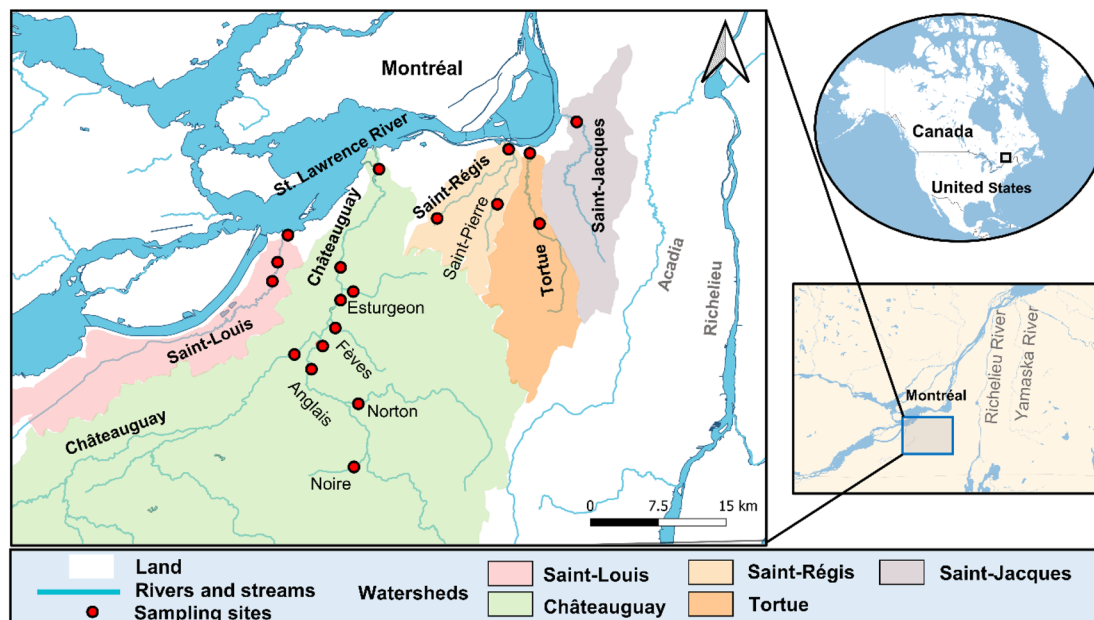 Montréal
St. Lawrence River
Saint-Régis
Saint-Jacques
Châteauguay
Saint-Pierre
Tortue
Acadia
Richelieu
Esturgeon
Saint-Louis
Fèves
Anglais
Châteauguay
Norton
Noire
0 7.5 15 km
Canada
United States
Richelieu River
Yamaska River
Montréal
Land
Rivers and streams
Sampling sites
Watersheds
Saint-Louis
Châteauguay
Saint-Régis
Tortue
Saint-Jacques